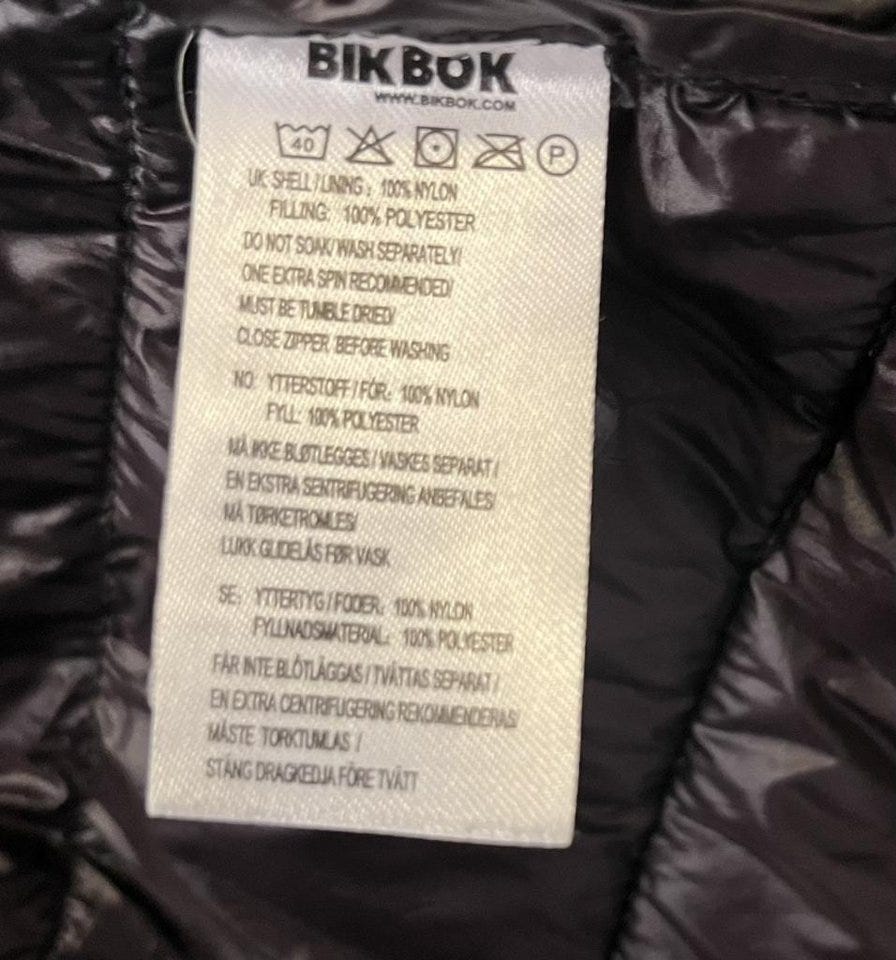 BIKBOK
WWW.BIKBOK.COM
40 P
UK: SHELL / LINING : 100% NYLON
FILLING: 100% POLYESTER
DO NOT SOAK/ WASH SEPARATELY/
ONE EXTRA SPIN RECOMMENDED/
MUST BE TUMBLE DRIED/
CLOSE ZIPPER BEFORE WASHING
NO: YTTERSTOFF / FÓR: 100% NYLON
FYLL: 100% POLYESTER
MÅ IKKE BLØTLEGGES / VASKES SEPARAT /
EN EKSTRA SENTRIFUGERING ANBEFALES/
MÅ TØRKETROMLES/
LUKK GLIDELÅS FØR VASK
SE: YTTERTYG / FODER: 100% NYLON
FYLLNADSMATERIAL: 100% POLYESTER
FÅR INTE BLÖTLÄGGAS / TVÄTTAS SEPARAT /
EN EXTRA CENTRIFUGERING REKOMMENDERAS/
MÅSTE TORKTUMLAS /
STÄNG DRAGKEDJA FÖRE TVÄTT